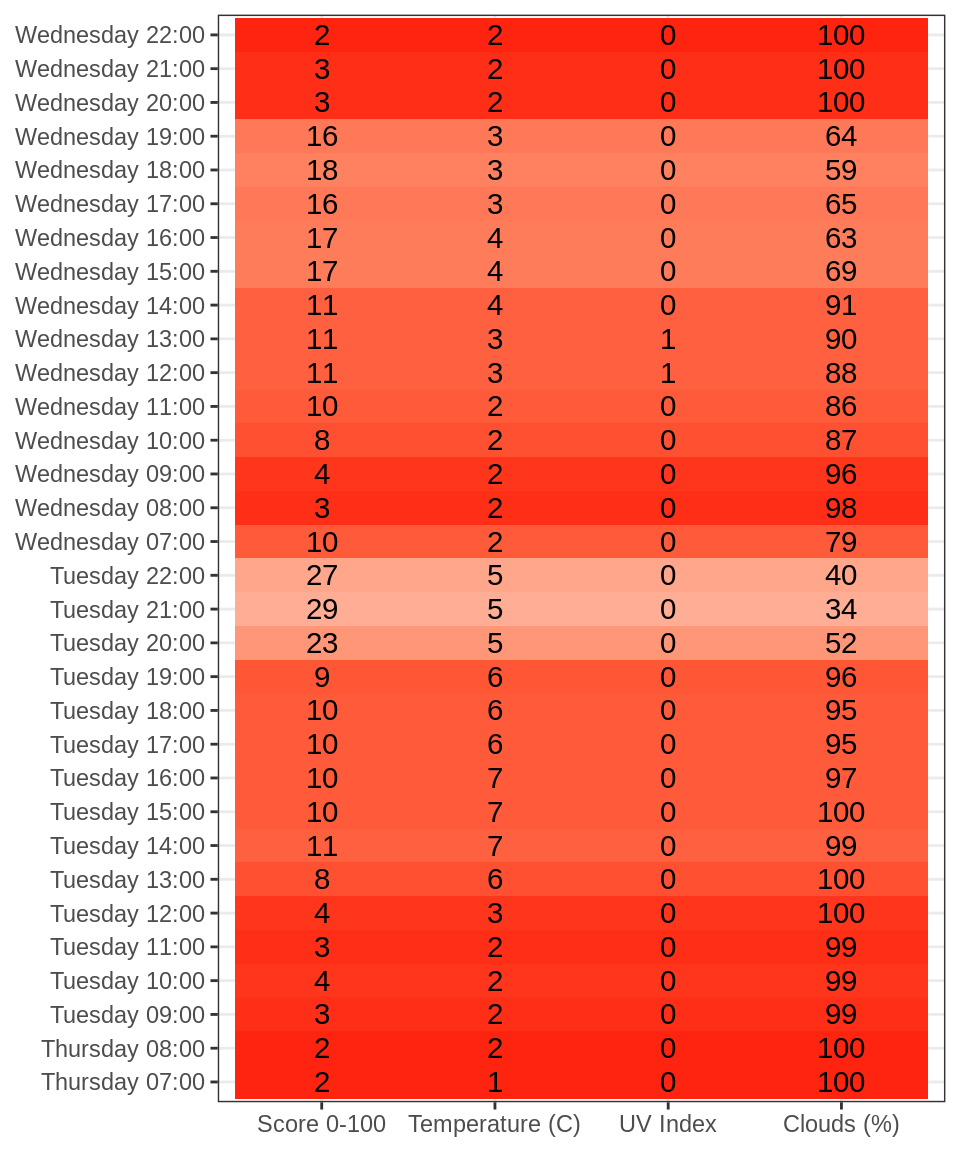 Wednesday 22:00 2 2 0 100
Wednesday 21:00 3 2 0 100
Wednesday 20:00 3 2 0 100
Wednesday 19:00 16 3 0 64
Wednesday 18:00 18 3 0 59
Wednesday 17:00 16 3 0 65
Wednesday 16:00 17 4 0 63
Wednesday 15:00 17 4 0 69
Wednesday 14:00 11 4 0 91
Wednesday 13:00 11 3 1 90
Wednesday 12:00 11 3 1 88
Wednesday 11:00 10 2 0 86
Wednesday 10:00 8 2 0 87
Wednesday 09:00 4 2 0 96
Wednesday 08:00 3 2 0 98
Wednesday 07:00 10 2 0 79
Tuesday 22:00 27 5 0 40
Tuesday 21:00 29 5 0 34
Tuesday 20:00 23 5 0 52
Tuesday 19:00 9 6 0 96
Tuesday 18:00 10 6 0 95
Tuesday 17:00 10 6 0 95
Tuesday 16:00 10 7 0 97
Tuesday 15:00 10 7 0 100
Tuesday 14:00 11 7 0 99
Tuesday 13:00 8 6 0 100
Tuesday 12:00 4 3 0 100
Tuesday 11:00 3 2 0 99
Tuesday 10:00 4 2 0 99
Tuesday 09:00 3 2 0 99
Thursday 08:00 2 2 0 100
Thursday 07:00 2 1 0 100
Score 0-100 Temperature (C) UV Index Clouds (%)